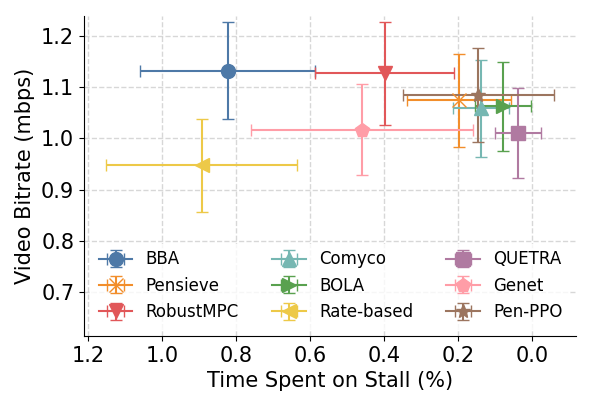 1.2
1.1
1.0
0.9
0.8
0.7
Video Bitrate (mbps)
BBA
Pensieve
RobustMPC
Comyco
BOLA
Rate-based
QUETRA
Genet
Pen-PPO
1.2 1.0 0.8 0.6 0.4 0.2 0.0
Time Spent on Stall (%)